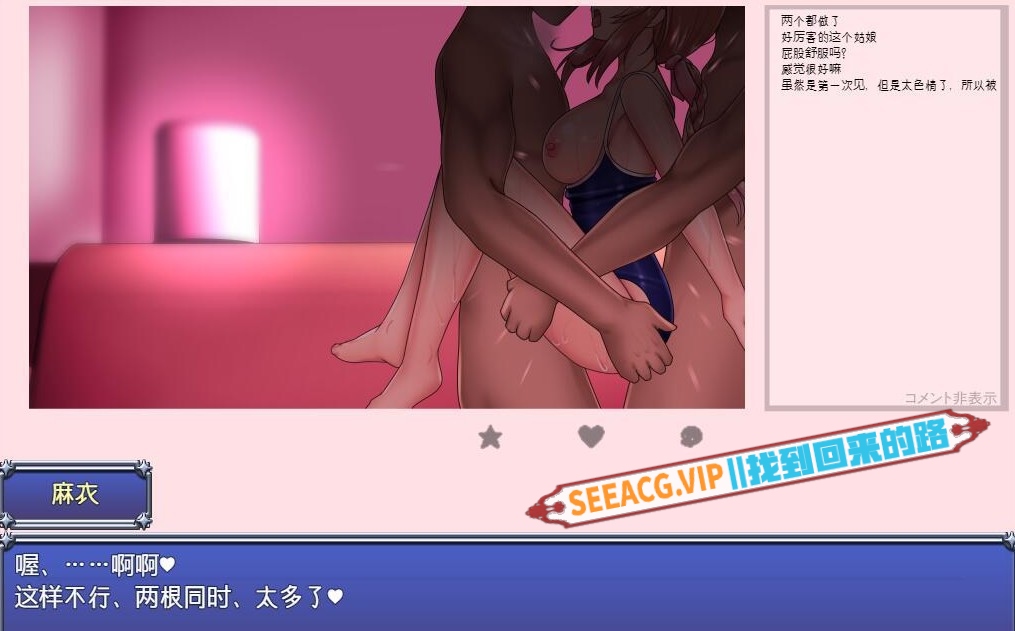 两个都做了
好厉害的这个姑娘
屁股舒服吗?
感觉很好嘛
虽然是第一次见，但是太色情了，所以被
コメント非表示
SEEACG.VIP||找到回来的路
麻衣
喔、……啊啊♥
这样不行、两根同时、太多了♥